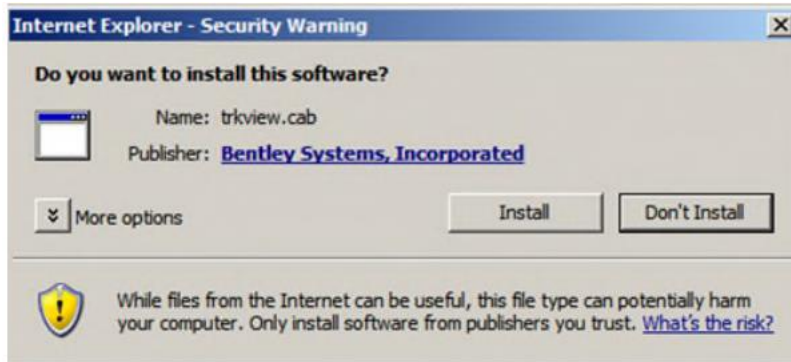 Internet Explorer - Security Warning
Do you want to install this software?
Name: trkview.cab
Publisher: Bentley Systems, Incorporated
More options
Install
Don't Install
While files from the Internet can be useful, this file type can potentially harm
your computer. Only install software from publishers you trust. What's the risk?